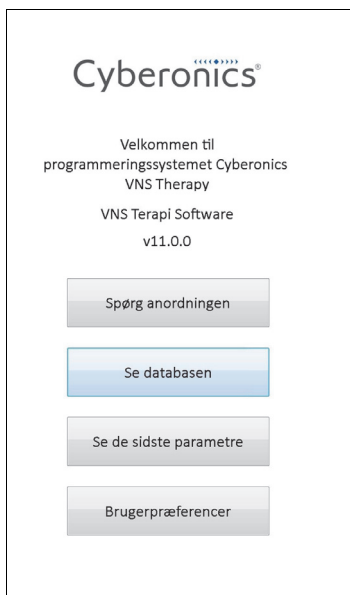 Cyberonics®
Velkommen til
programmeringssystemet Cyberonics
VNS Therapy
VNS Terapi Software
v11.0.0
Spørg anordningen
Se databasen
Se de sidste parametre
Brugerpræferencer